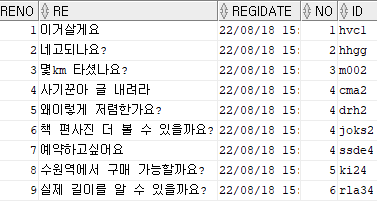 RENO RE REGIDATE NO ID
1 이거살게요 22/08/18 15: 1 hvc1
2 네고되나요? 22/08/18 15: 2 hhgg
3 몇km 타셨나요? 22/08/18 15: 3 m002
4 사기꾼아 글 내려라 22/08/18 15: 4 cma2
5 왜이렇게 저렴한가요? 22/08/18 15: 4 drh2
6 책 편사진 더 볼 수 있을까요? 22/08/18 15: 4 joks2
7 예약하고싶어요 22/08/18 15: 4 ssde4
8 수원역에서 구매 가능할까요? 22/08/18 15: 5 ki24
9 실제 길이를 알 수 있을까요? 22/08/18 15: 6 rla34